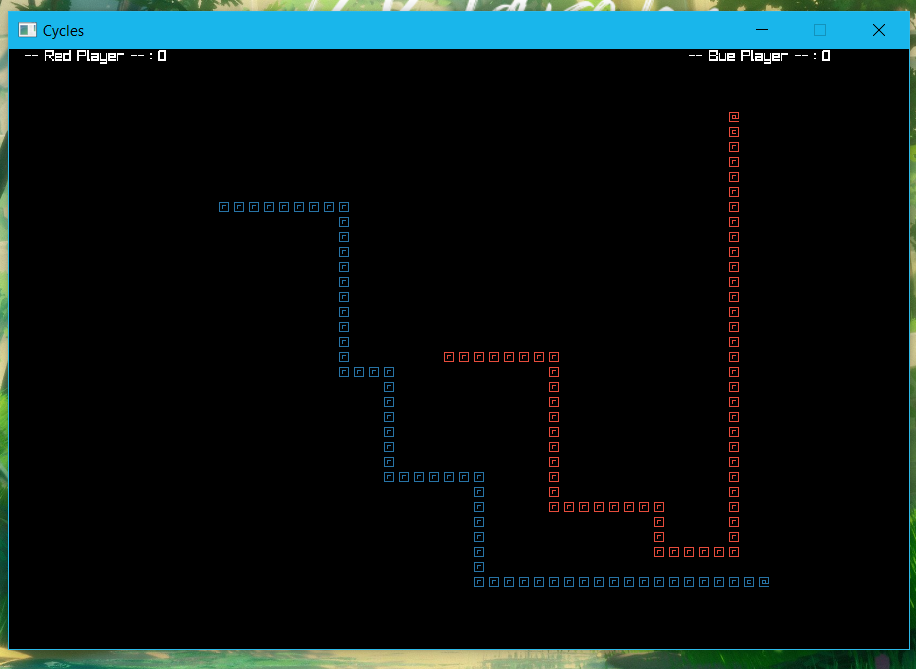 Cycles
-- Red Player -- : 0
-- Bue Player -- : 0